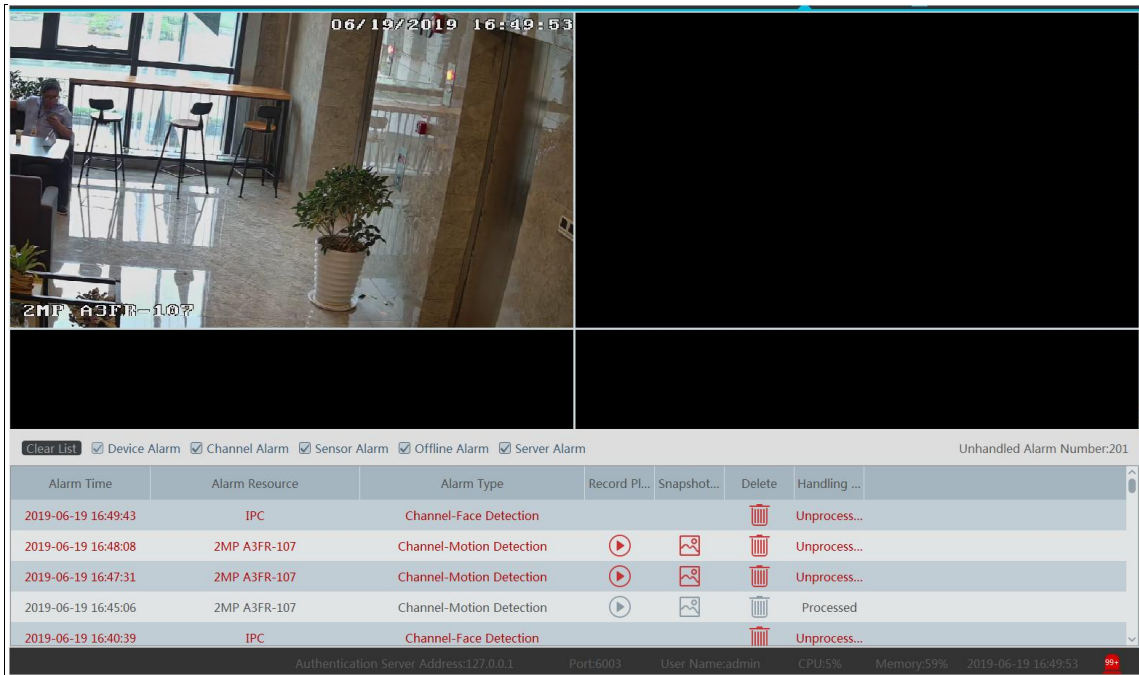 06/19/2019 16:49:53
2MP A3FR-107
Clear List Device Alarm Channel Alarm Sensor Alarm Offline Alarm Server Alarm Unhandled Alarm Number:201
Alarm Time Alarm Resource Alarm Type Record Pl... Snapshot... Delete Handling ...
2019-06-19 16:49:43 IPC Channel-Face Detection Unprocess...
2019-06-19 16:48:08 2MP A3FR-107 Channel-Motion Detection Unprocess...
2019-06-19 16:47:31 2MP A3FR-107 Channel-Motion Detection Unprocess...
2019-06-19 16:45:06 2MP A3FR-107 Channel-Motion Detection Processed
2019-06-19 16:40:39 IPC Channel-Face Detection Unprocess...
Authentication Server Address:127.0.0.1 Port:6003 User Name:admin CPU:5% Memory:59% 2019-06-19 16:49:53 99+